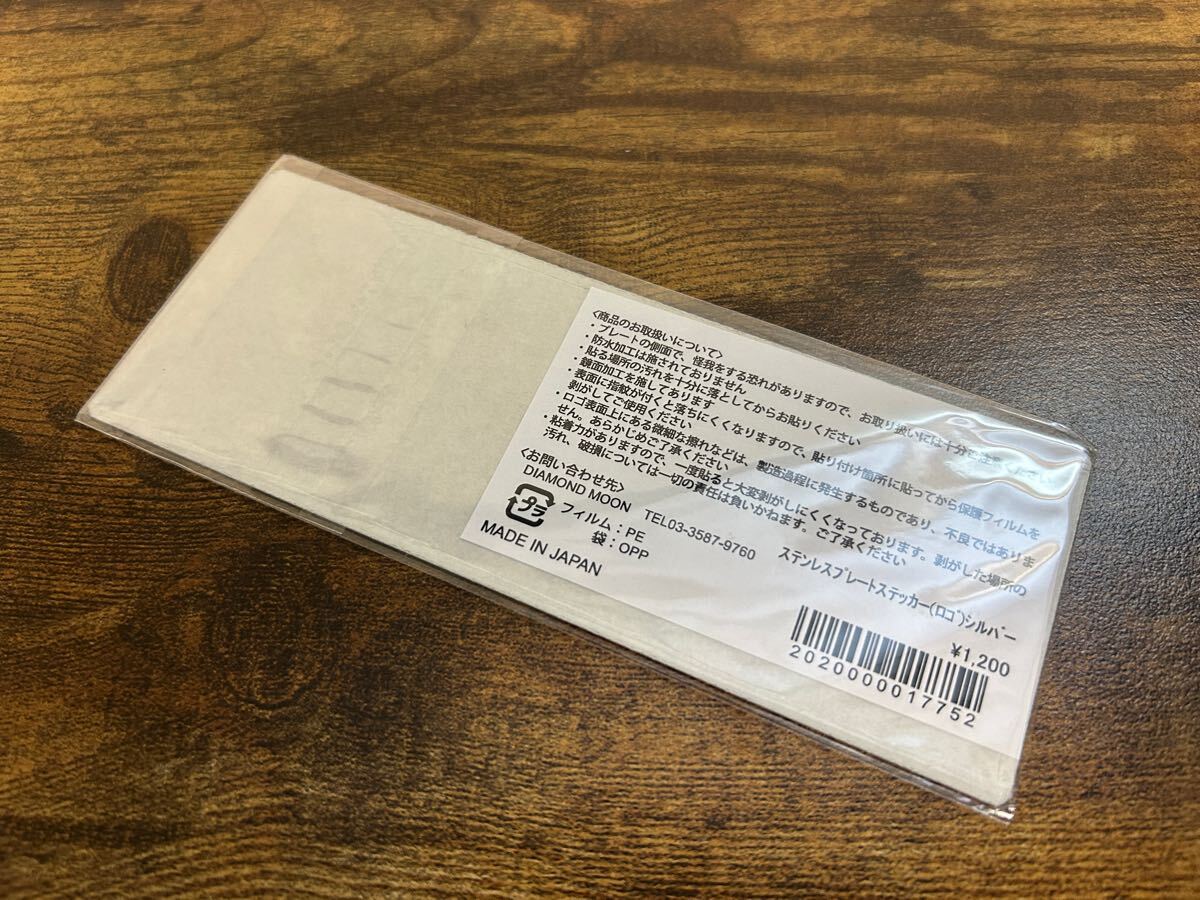 〈商品のお取扱いについて〉
・プレートの側面で、怪我をする恐れがありますので、お取り扱いには十分ご注意ください
・防水加工は施されておりません
・貼る場所の汚れを十分に落としてからお貼りください
・鏡面加工を施してあります
・表面に指紋が付くと落ちにくくなりますので、貼り付け箇所に貼ってから保護フィルムを
剥がしてご使用ください
・ロゴ表面上にある微細な擦れなどは、製造過程に発生するものであり、不良ではありま
せん。あらかじめご了承ください
・粘着力がありますので、一度貼ると大変剥がしにくくなっております。剥がした場所の
汚れ、破損については一切の責任は負いかねます。ご了承ください
〈お問い合わせ先〉
DIAMOND MOON TEL03-3587-9760
プラ
フィルム：PE
袋：OPP
MADE IN JAPAN
ステンレスプレートステッカー(ロゴ)シルバー
¥1,200
2020000017752